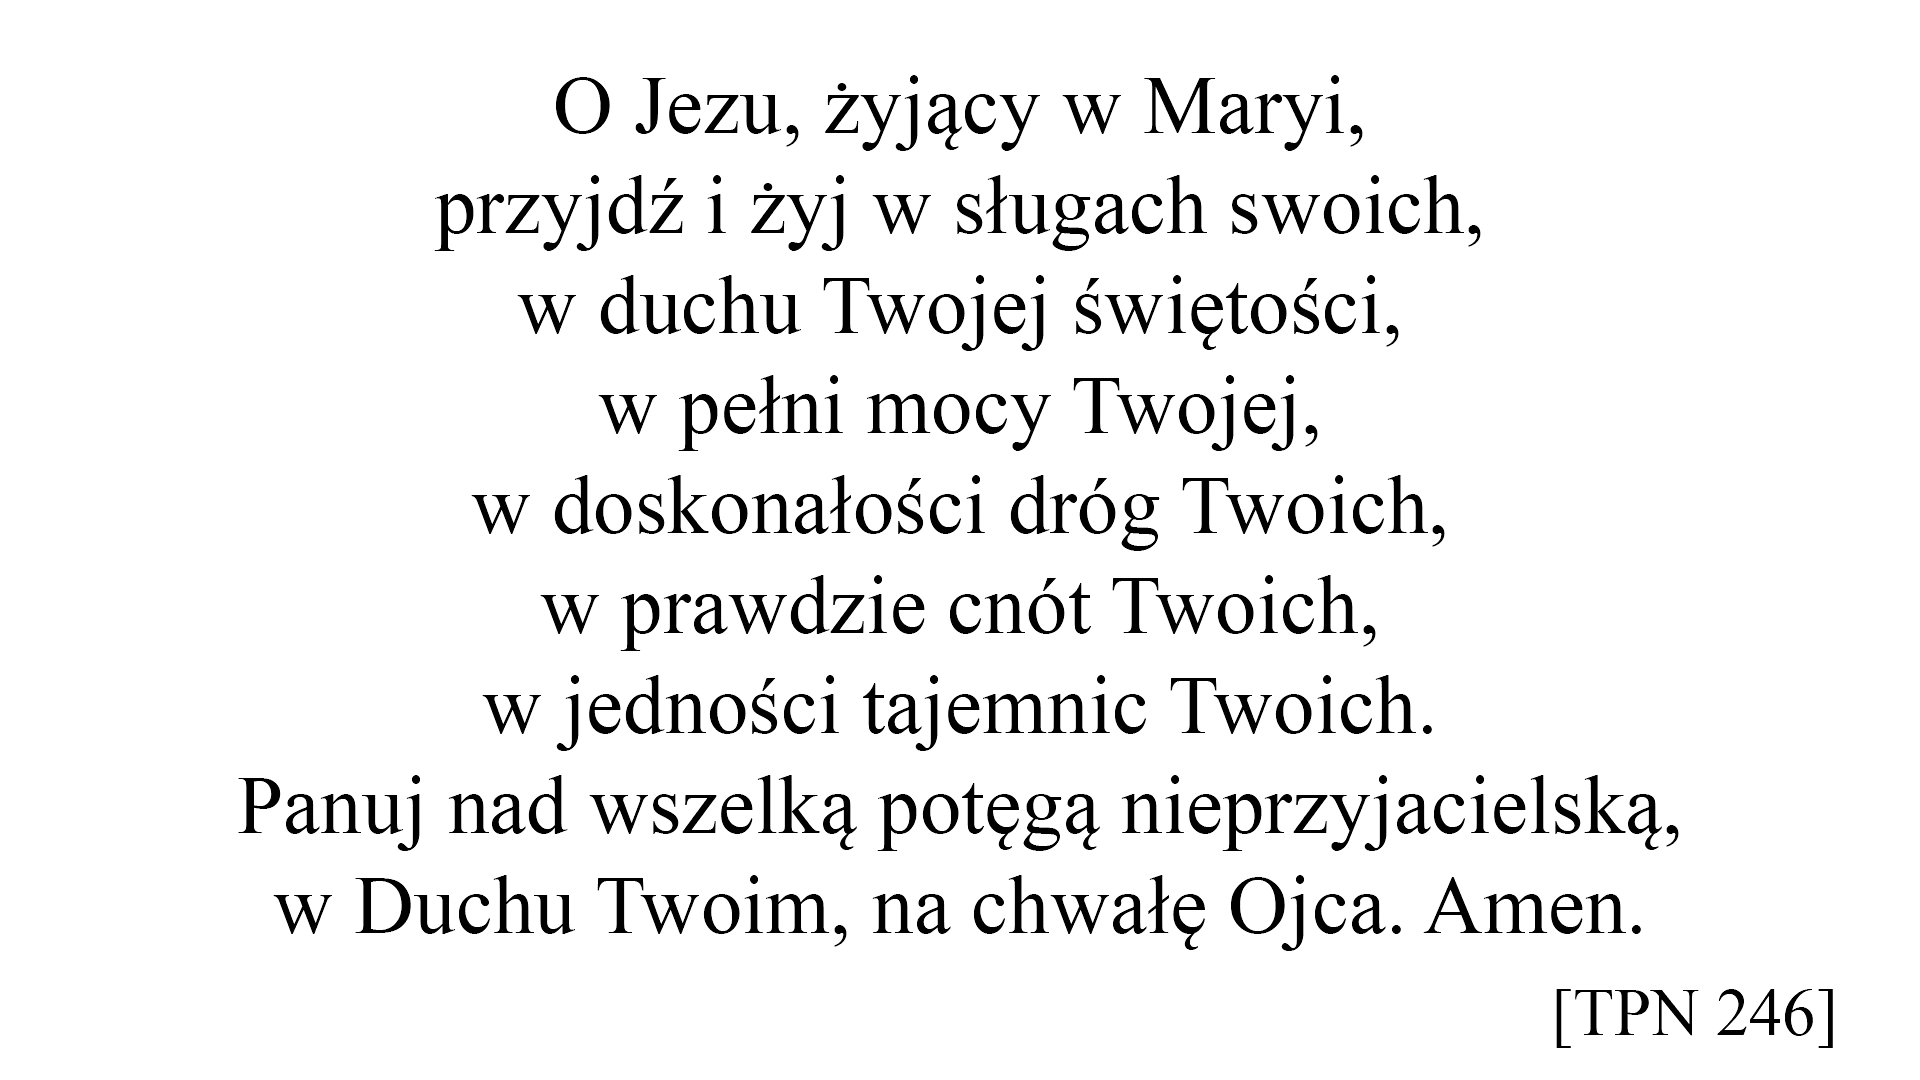 O Jezu, żyjący w Maryi,
przyjdź i żyj w sługach swoich,
w duchu Twojej świętości,
w pełni mocy Twojej,
w doskonałości dróg Twoich,
w prawdzie cnót Twoich,
w jedności tajemnic Twoich.
Panuj nad wszelką potęgą nieprzyjacielską,
w Duchu Twoim, na chwałę Ojca. Amen.
[TPN 246]